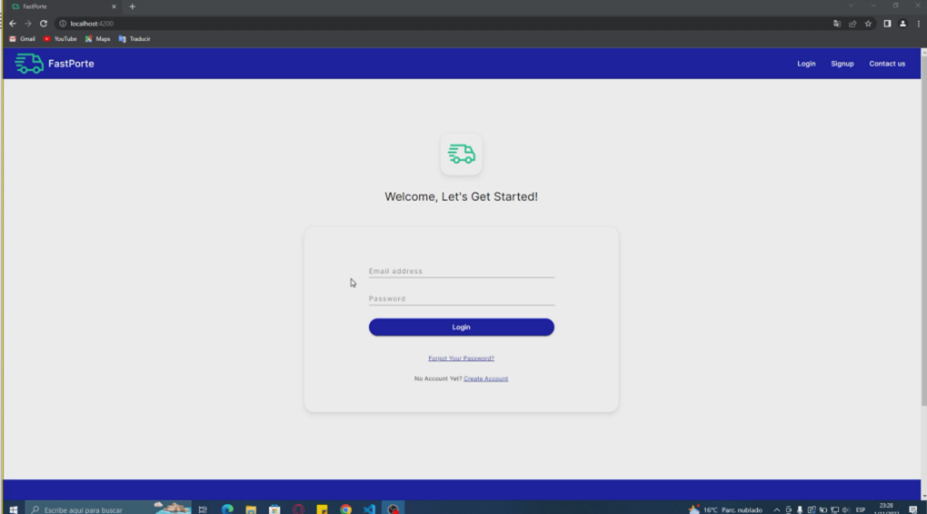 FastPorte
localhost:4200
Gmail YouTube Maps Traducir
FastPorte Login Signup Contact us
Welcome, Let's Get Started!
Email address
Password
Login
Forgot Your Password?
No Account Yet? Create Account
Escribe aquí para buscar 16°C Parc. nublado ESP 23:28